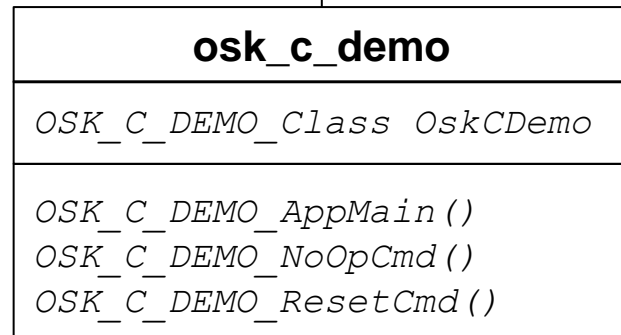 osk_c_demo
OSK_C_DEMO_Class OskCDemo
OSK_C_DEMO_AppMain()
OSK_C_DEMO_NoOpCmd()
OSK_C_DEMO_ResetCmd()